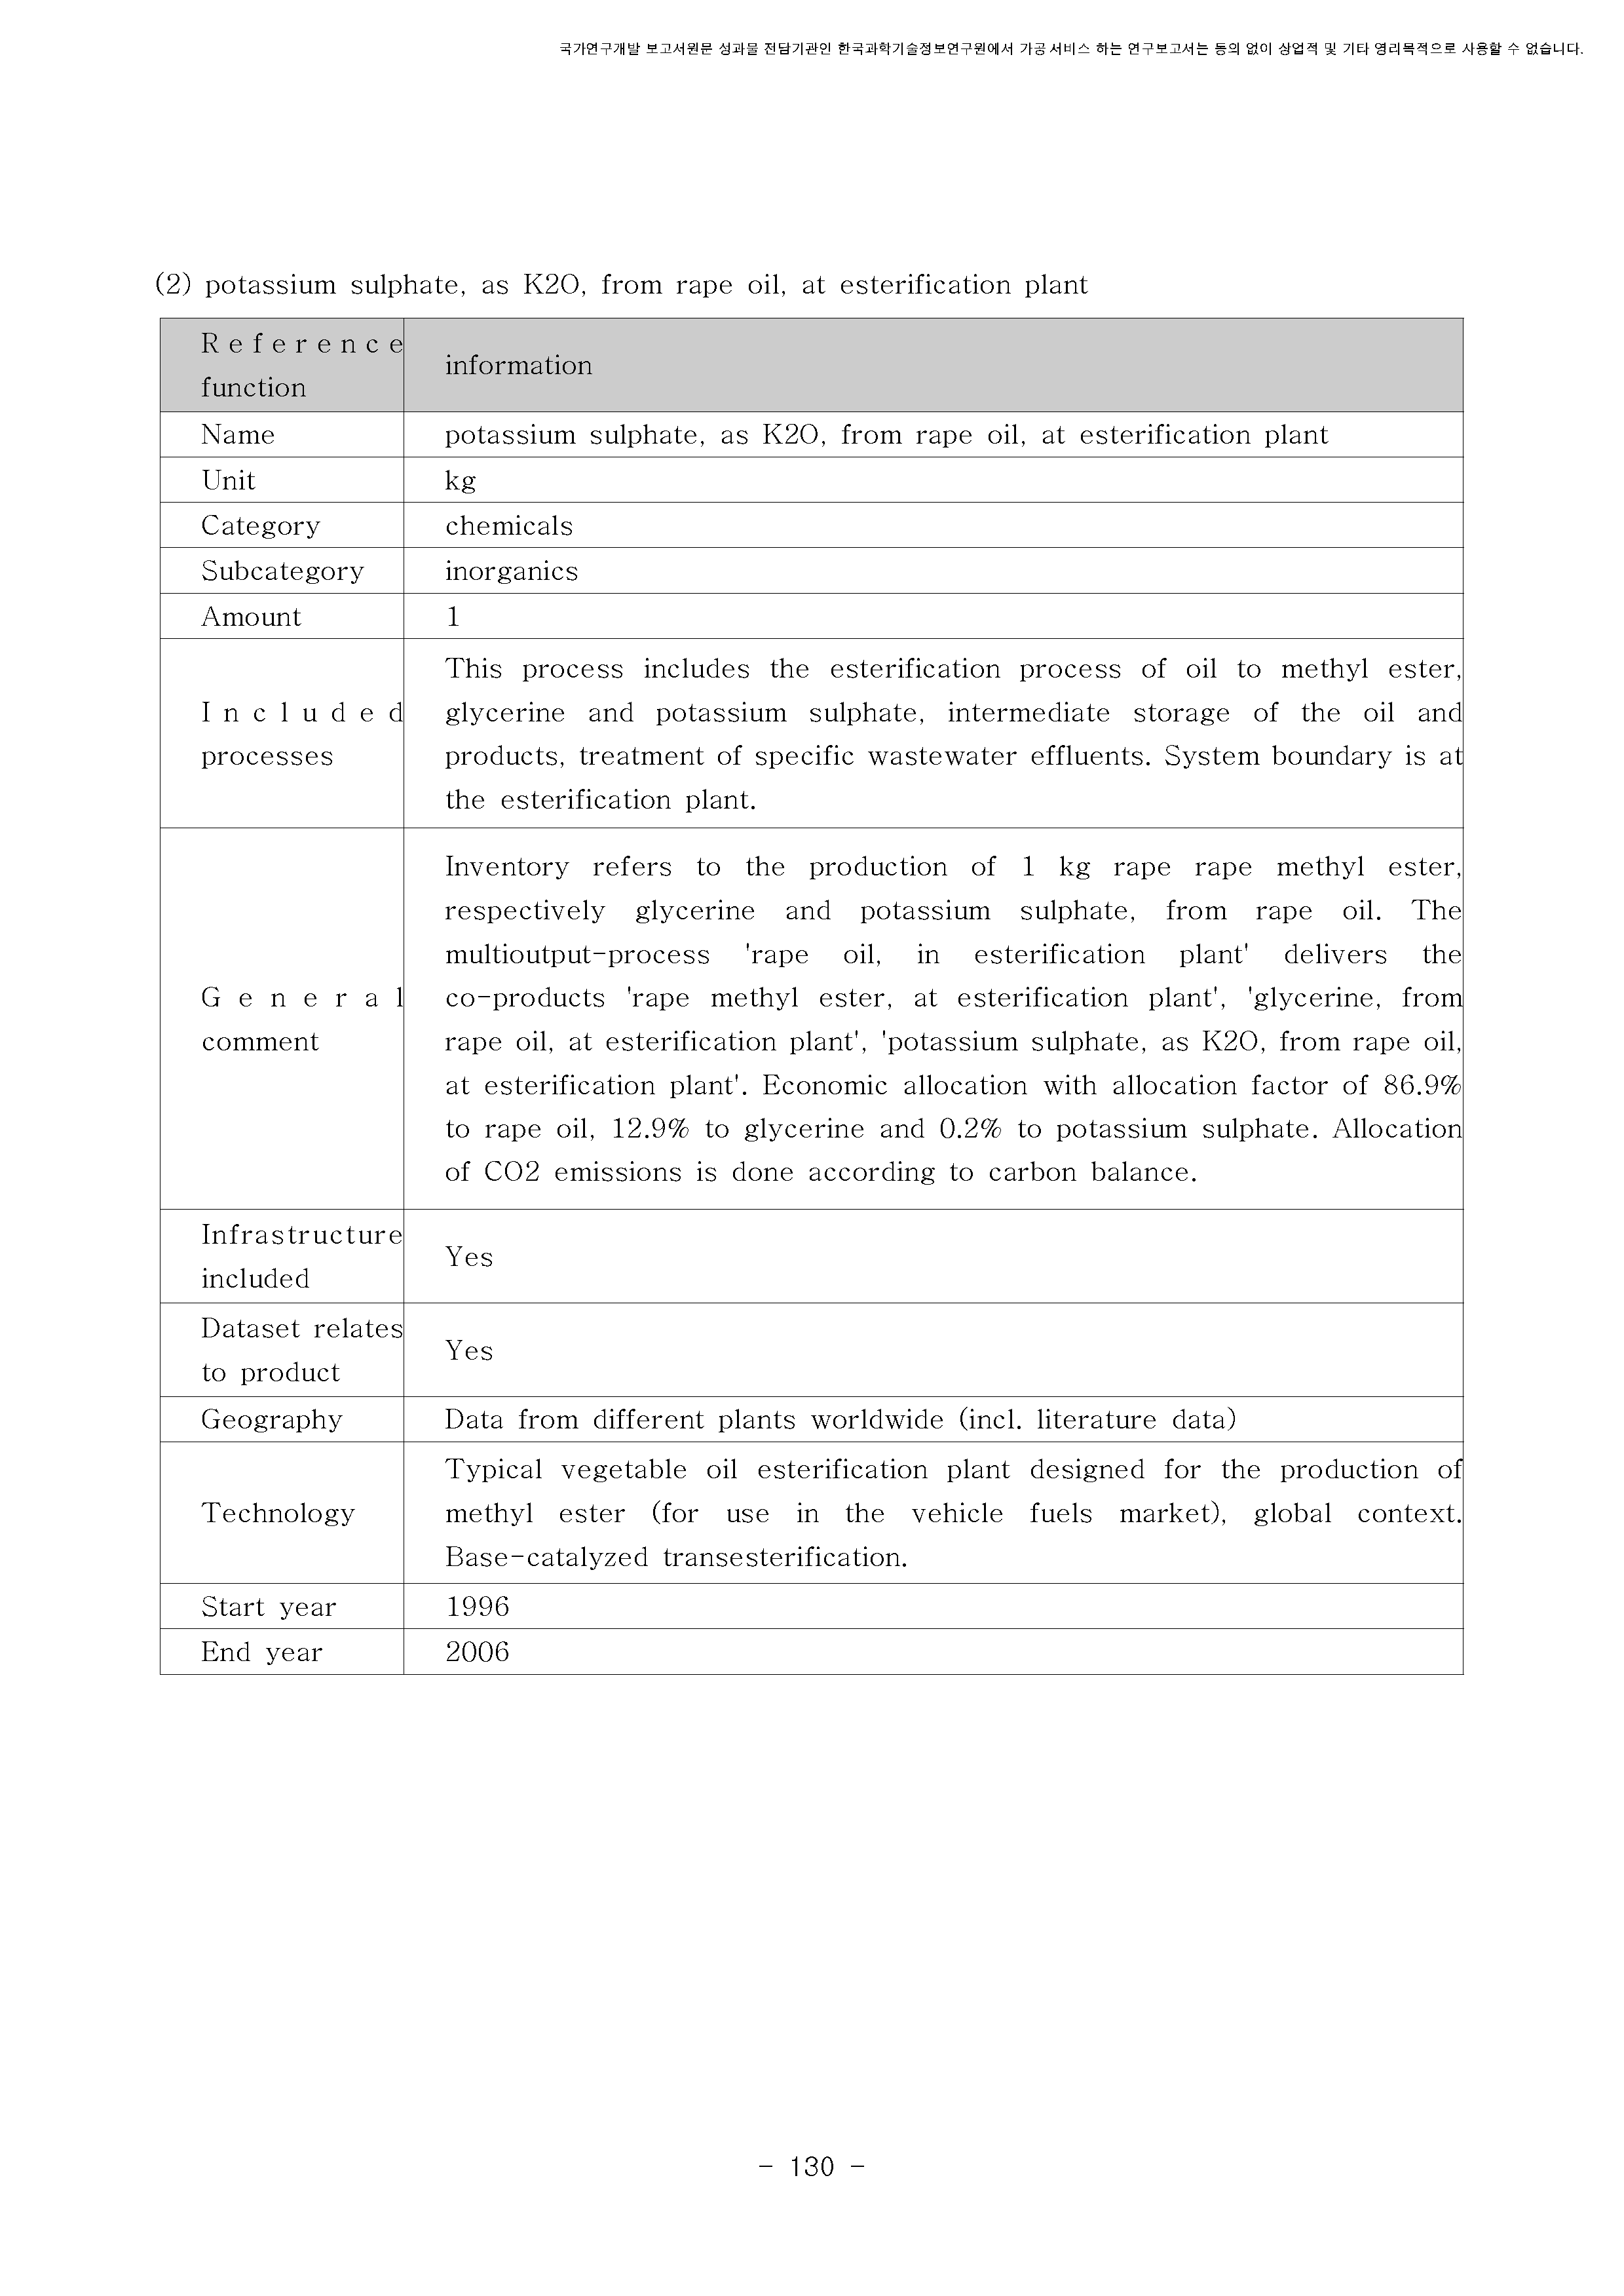 국가연구개발 보고서원문 성과물 전담기관인 한국과학기술정보연구원에서 가공·서비스 하는 연구보고서는 동의 없이 상업적 및 기타 영리목적으로 사용할 수 없습니다.
(2) potassium sulphate, as K2O, from rape oil, at esterification plant
Reference
function
information
Name
potassium sulphate, as K2O, from rape oil, at esterification plant
Unit
kg
Category
chemicals
Subcategory
inorganics
Amount
1
Included
processes
This process includes the esterification process of oil to methyl ester,
glycerine and potassium sulphate, intermediate storage of the oil and
products, treatment of specific wastewater effluents. System boundary is at
the esterification plant.
General
comment
Inventory refers to the production of 1 kg rape rape methyl ester,
respectively glycerine and potassium sulphate, from rape oil. The
multioutput-process 'rape oil, in esterification plant' delivers the
co-products 'rape methyl ester, at esterification plant', 'glycerine, from
rape oil, at esterification plant', 'potassium sulphate, as K2O, from rape oil,
at esterification plant'. Economic allocation with allocation factor of 86.9%
to rape oil, 12.9% to glycerine and 0.2% to potassium sulphate. Allocation
of CO2 emissions is done according to carbon balance.
Infrastructure
included
Yes
Dataset relates
to product
Yes
Geography
Data from different plants worldwide (incl. literature data)
Technology
Typical vegetable oil esterification plant designed for the production of
methyl ester (for use in the vehicle fuels market), global context.
Base-catalyzed transesterification.
Start year
1996
End year
2006
- 130 -